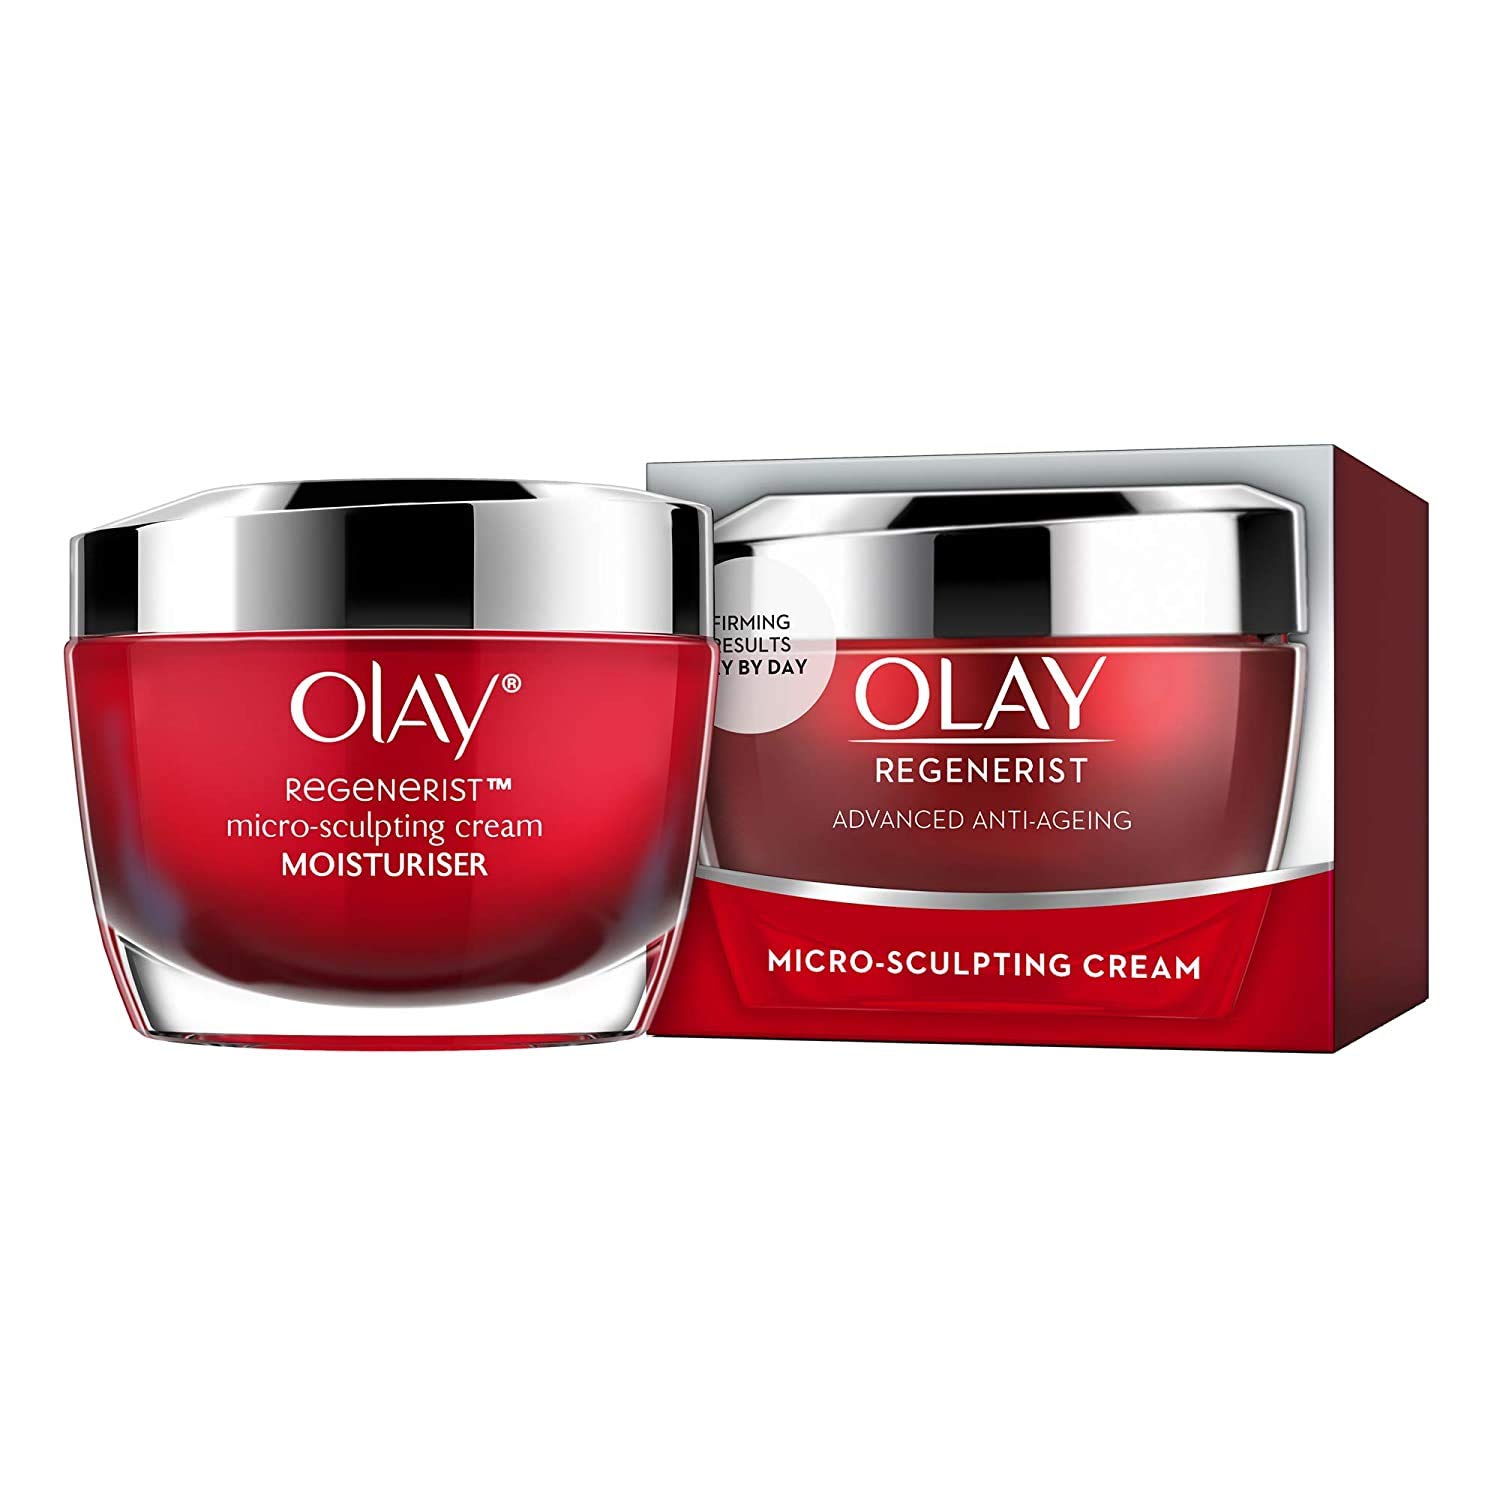 OLAY®
REGENERIST™
micro-sculpting cream
MOISTURISER
FIRMING
RESULTS
BY DAY
OLAY
REGENERIST
ADVANCED ANTI-AGEING
MICRO-SCULPTING CREAM